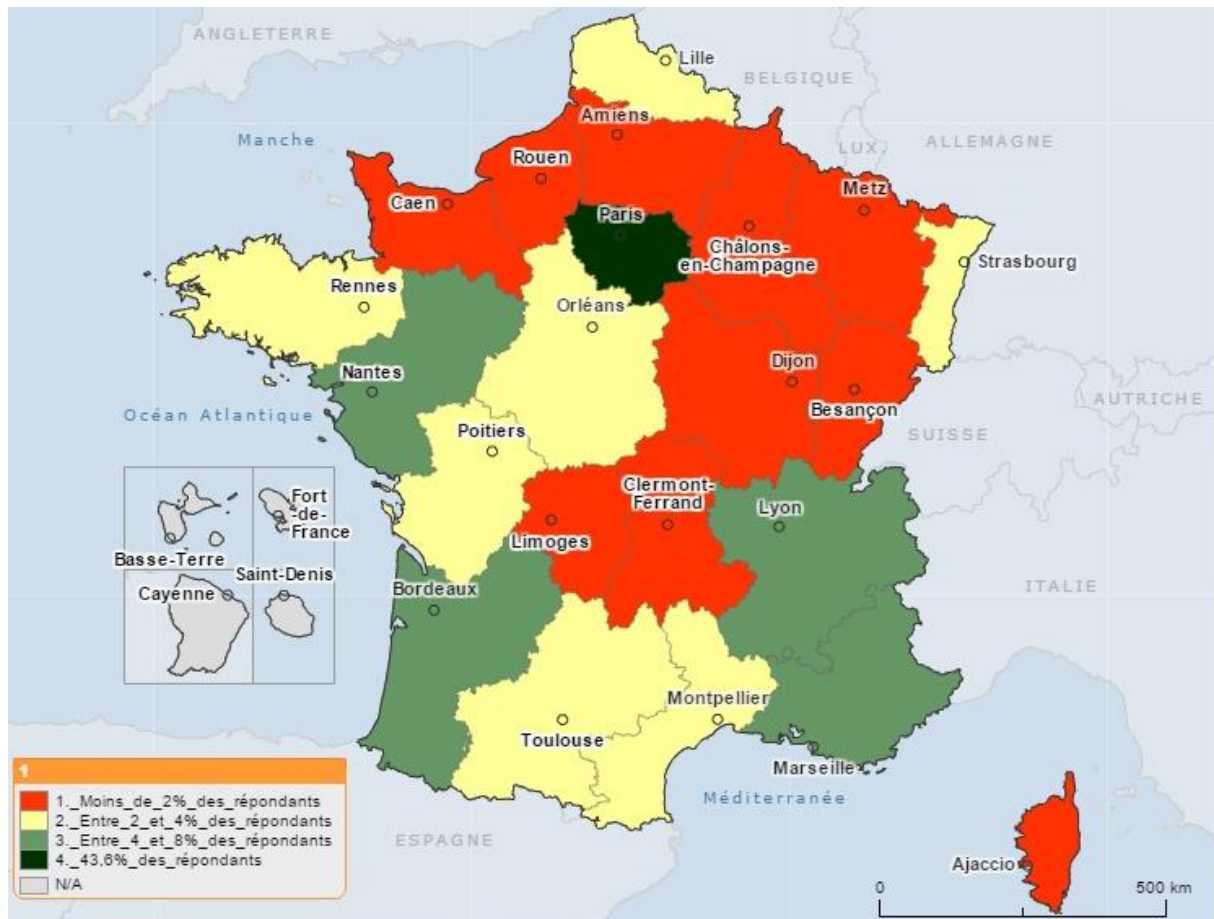 ANGLETERRE
Lille
BELGIQUE
Amiens
Manche
ALLEMAGNE
LUX.
Rouen
Metz
Caen
Paris
Châlons-
en-Champagne
Strasbourg
Rennes
Orléans
Nantes
Dijon
Besançon
AUTRICHE
Océan Atlantique
SUISSE
Poitiers
Clermont-
Ferrand
Lyon
Fort
-de-
France
Limoges
Basse-Terre
Saint-Denis
Cayenne
Bordeaux
ITALIE
Montpellier
Toulouse
Marseille
1
1._Moins_de_2%_des_répondants
2._Entre_2_et_4%_des_répondants
3._Entre_4_et_8%_des_répondants
4._43,6%_des_répondants
N/A
Méditerranée
ESPAGNE
Ajaccio
0 500 km